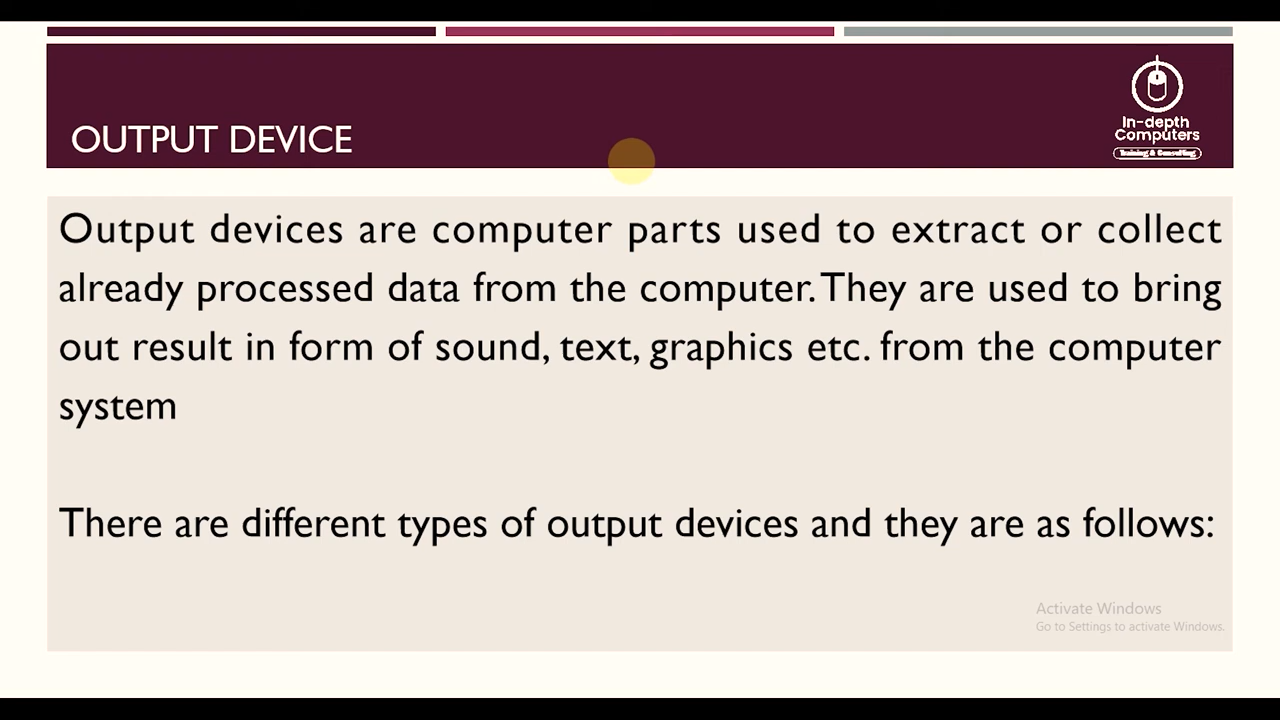 OUTPUT DEVICE
In-depth
Computers
Training & Consulting
Output devices are computer parts used to extract or collect
already processed data from the computer. They are used to bring
out result in form of sound, text, graphics etc. from the computer
system
There are different types of output devices and they are as follows:
Activate Windows
Go to Settings to activate Windows.